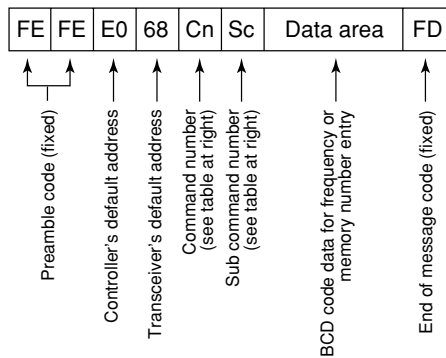 FE FE E0 68 Cn Sc Data area FD
Preamble code (fixed)
Controller's default address
Transceiver's default address
Command number
(see table at right)
Sub command number
(see table at right)
BCD code data for frequency or
memory number entry
End of message code (fixed)